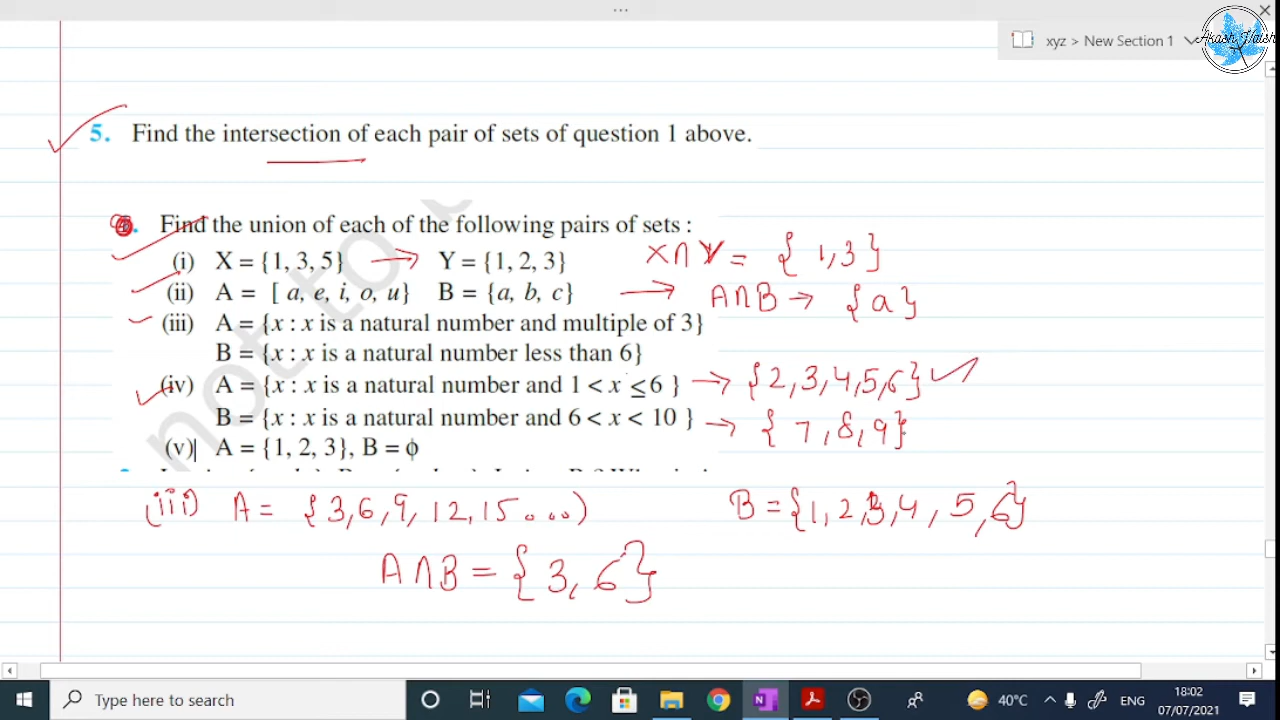 xyz > New Section 1
Akash
5. Find the intersection of each pair of sets of question 1 above.
Find the union of each of the following pairs of sets :
(i) X = {1, 3, 5} → Y = {1, 2, 3} X∩Y = {1,3}
(ii) A = [ a, e, i, o, u} B = {a, b, c} → A∩B → {a}
(iii) A = {x : x is a natural number and multiple of 3}
B = {x : x is a natural number less than 6}
(iv) A = {x : x is a natural number and 1 < x ≤ 6 } → {2,3,4,5,6}
B = {x : x is a natural number and 6 < x < 10 } → {7,8,9}
(v) A = {1, 2, 3}, B = ϕ
not to
(iii) A = {3,6,9,12,15....) B = {1,2,3,4,5,6}
A∩B = {3,6}
Type here to search
40°C ENG 18:02
07/07/2021